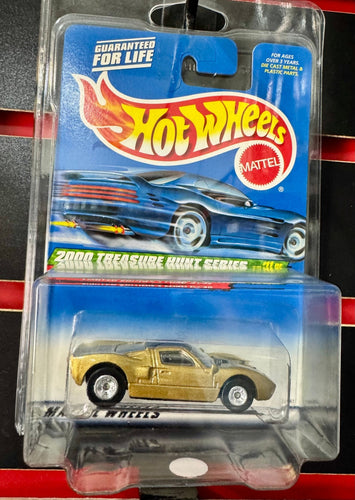 GUARANTEED
FOR LIFE
FOR AGES
OVER 3 YEARS.
DIE CAST METAL &
PLASTIC PARTS.
HOT WHEELS
®
MATTEL
2000 TREASURE HUNT SERIES
WHEELS